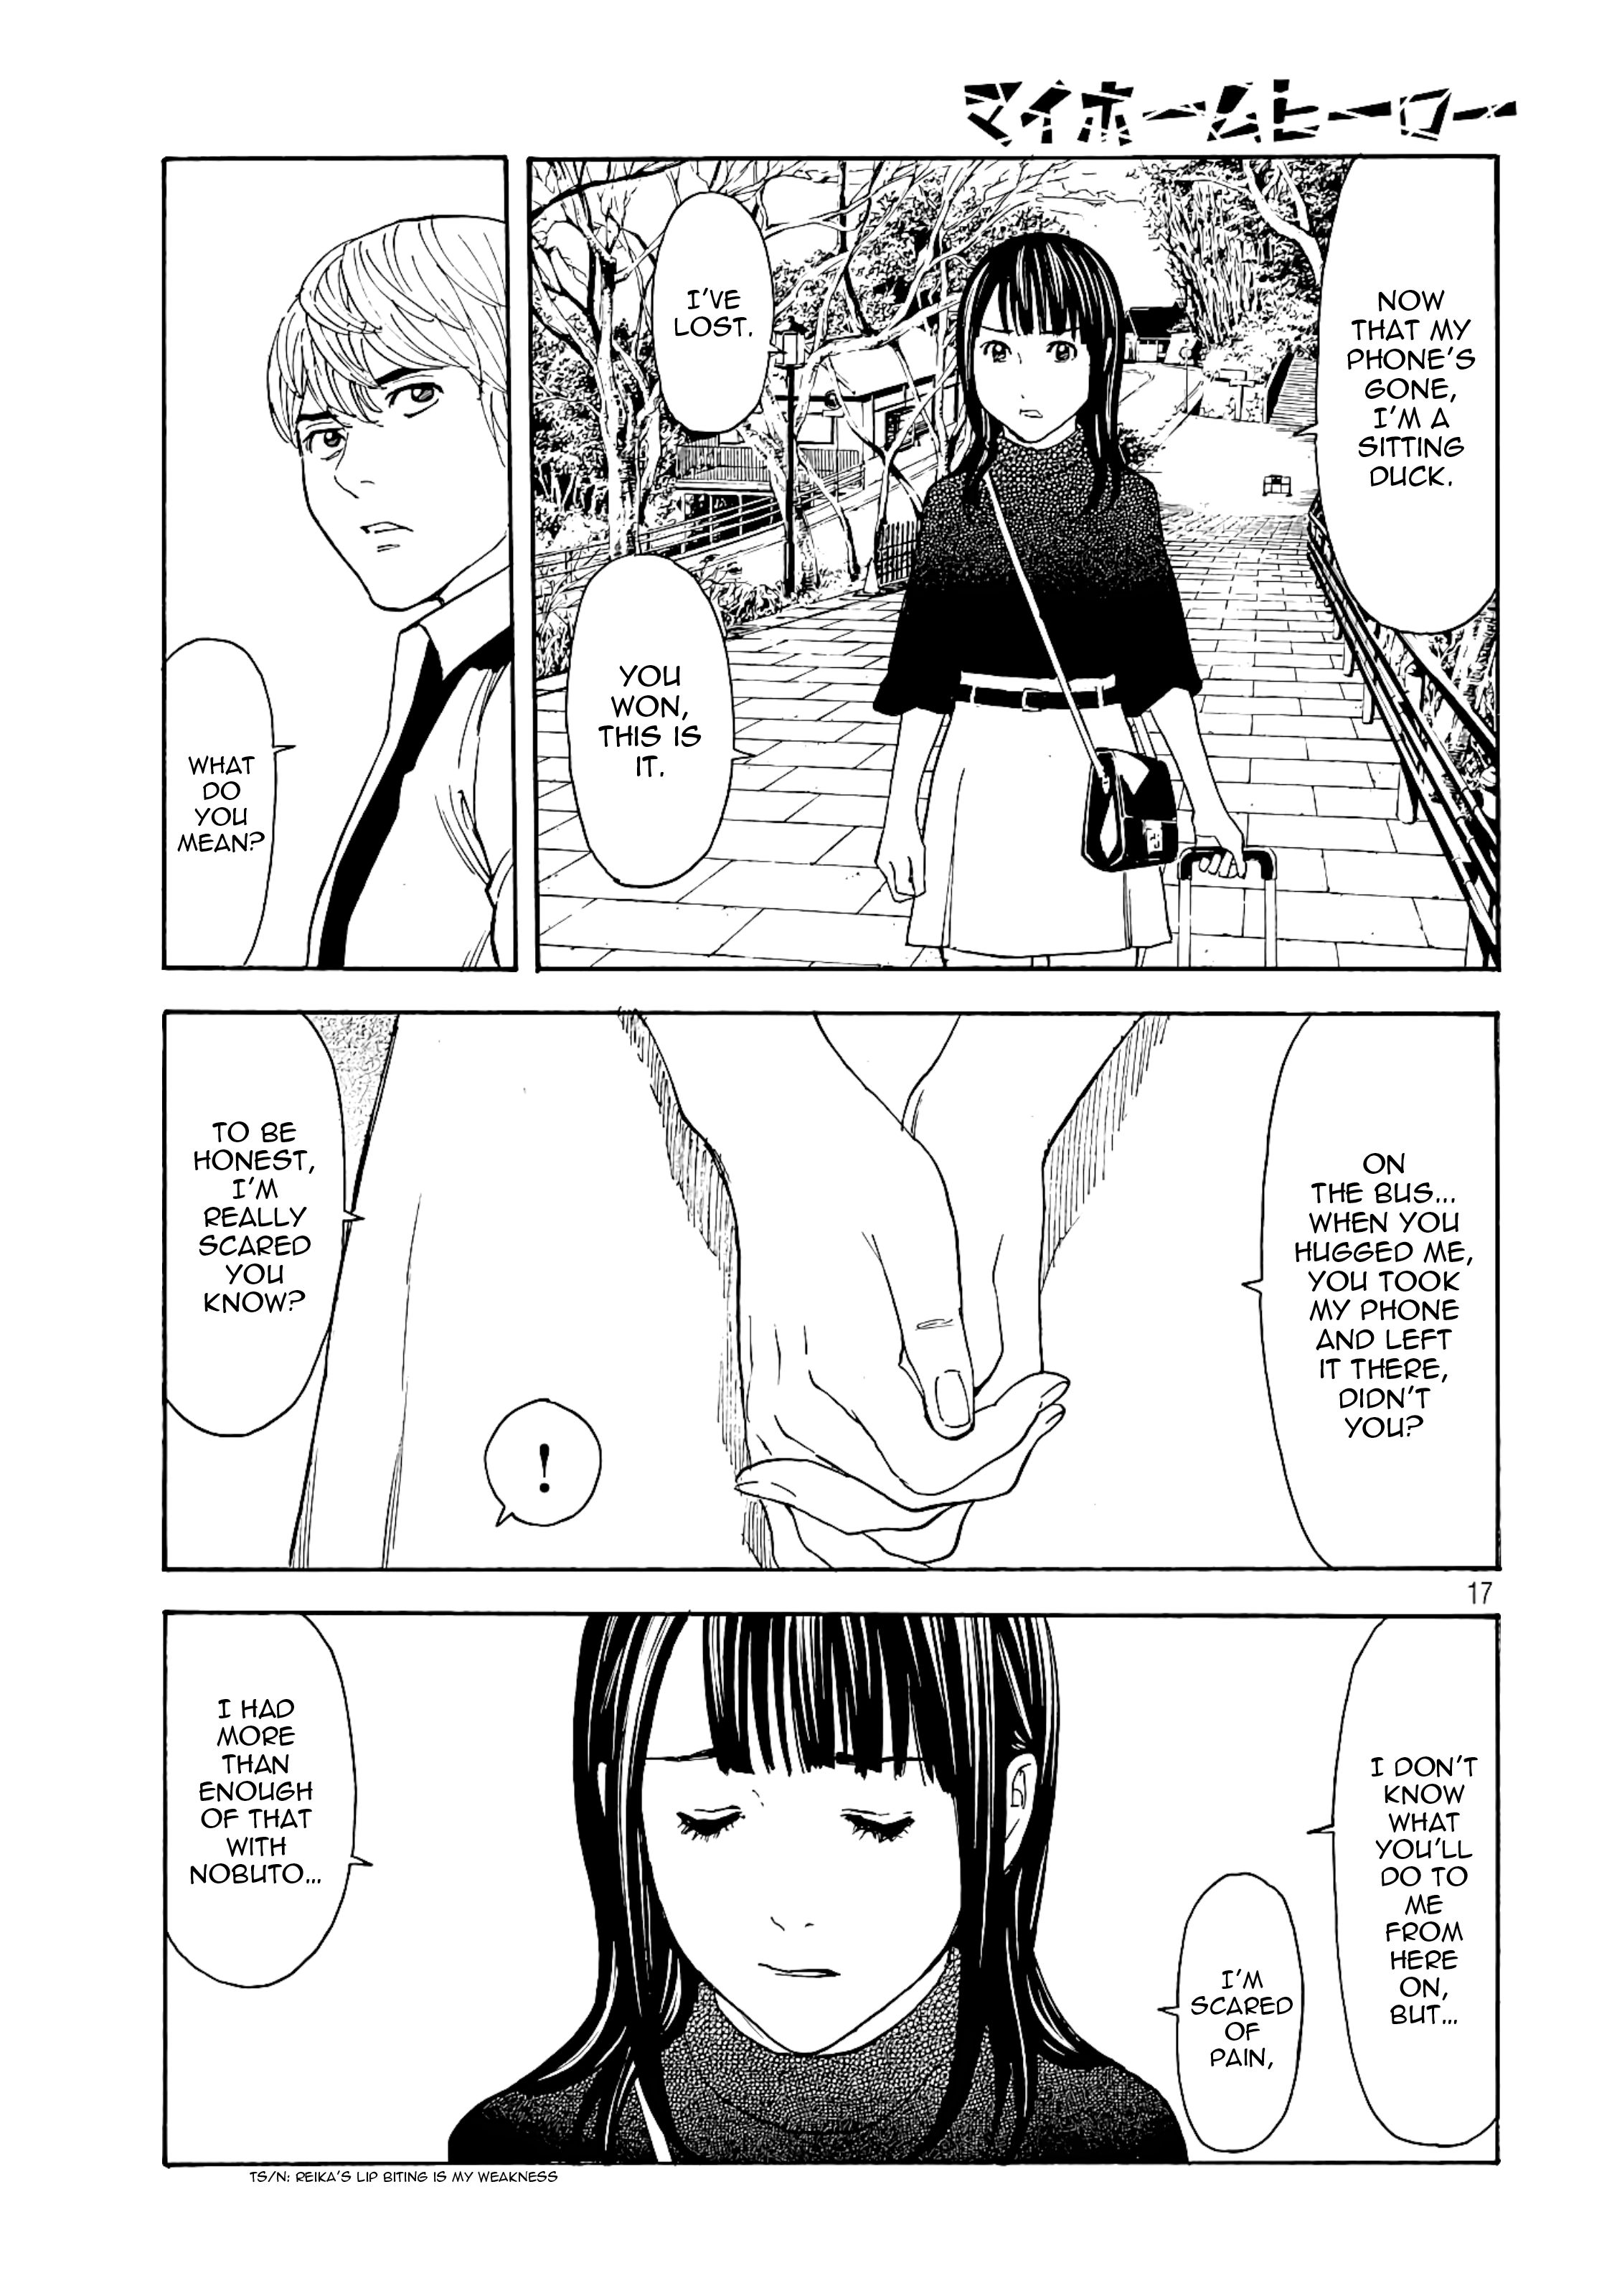 マイホームヒーロー
NOW
THAT MY
PHONE'S
GONE,
I'M A
SITTING
DUCK.
I'VE
LOST.
YOU
WON,
THIS IS
IT.
WHAT
DO
YOU
MEAN?
ON
THE BUS...
WHEN YOU
HUGGED ME,
YOU TOOK
MY PHONE
AND LEFT
IT THERE,
DIDN'T
YOU?
!
TO BE
HONEST,
I'M
REALLY
SCARED
YOU
KNOW?
17
I DON'T
KNOW
WHAT
YOU'LL
DO TO
ME
FROM
HERE
ON,
BUT...
I'M
SCARED
OF
PAIN,
I HAD
MORE
THAN
ENOUGH
OF THAT
WITH
NOBUTO...
TS/N: REIKA'S LIP BITING IS MY WEAKNESS